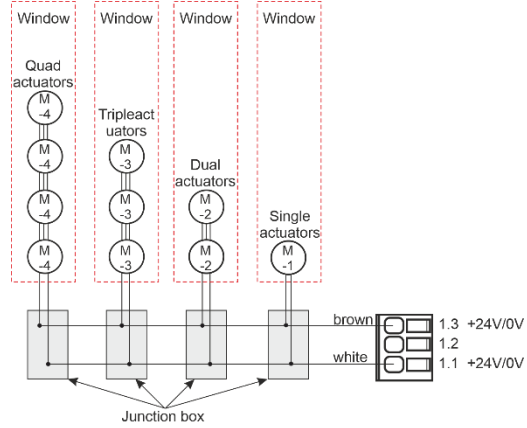 Window
Window
Window
Window
Quad
actuators
M
-4
M
-4
M
-4
M
-4
Tripleact
uators
M
-3
M
-3
M
-3
Dual
actuators
M
-2
M
-2
Single
actuators
M
-1
brown
1.3 +24V/0V
1.2
white
1.1 +24V/0V
Junction box